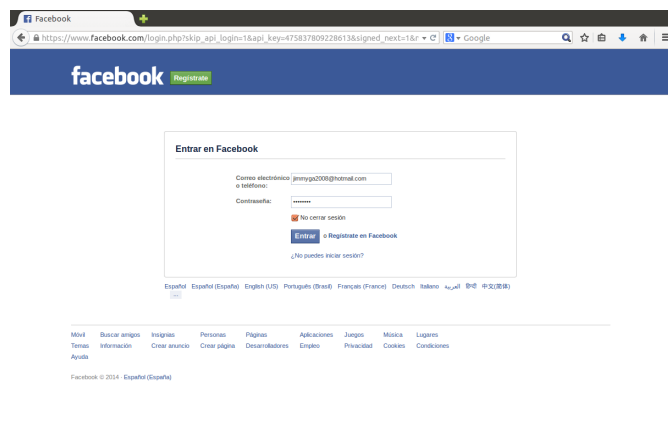 Facebook
https://www.facebook.com/login.php?skip_api_login=1&api_key=475837809228613&signed_next=1&r
Google
facebook Regístrate
Entrar en Facebook
Correo electrónico o teléfono: jimmyga2008@hotmail.com
Contraseña: ••••••••
No cerrar sesión
Entrar o Regístrate en Facebook
¿No puedes iniciar sesión?
Español Español (España) English (US) Português (Brasil) Français (France) Deutsch Italiano العربية हिन्दी 中文(简体)
...
Móvil Buscar amigos Insignias Personas Páginas Aplicaciones Juegos Música Lugares
Temas Información Crear anuncio Crear página Desarrolladores Empleo Privacidad Cookies Condiciones
Ayuda
Facebook © 2014 · Español (España)